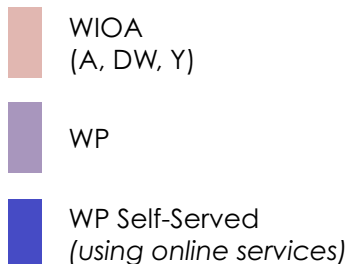 WIOA
(A, DW, Y)
WP
WP Self-Served
(using online services)